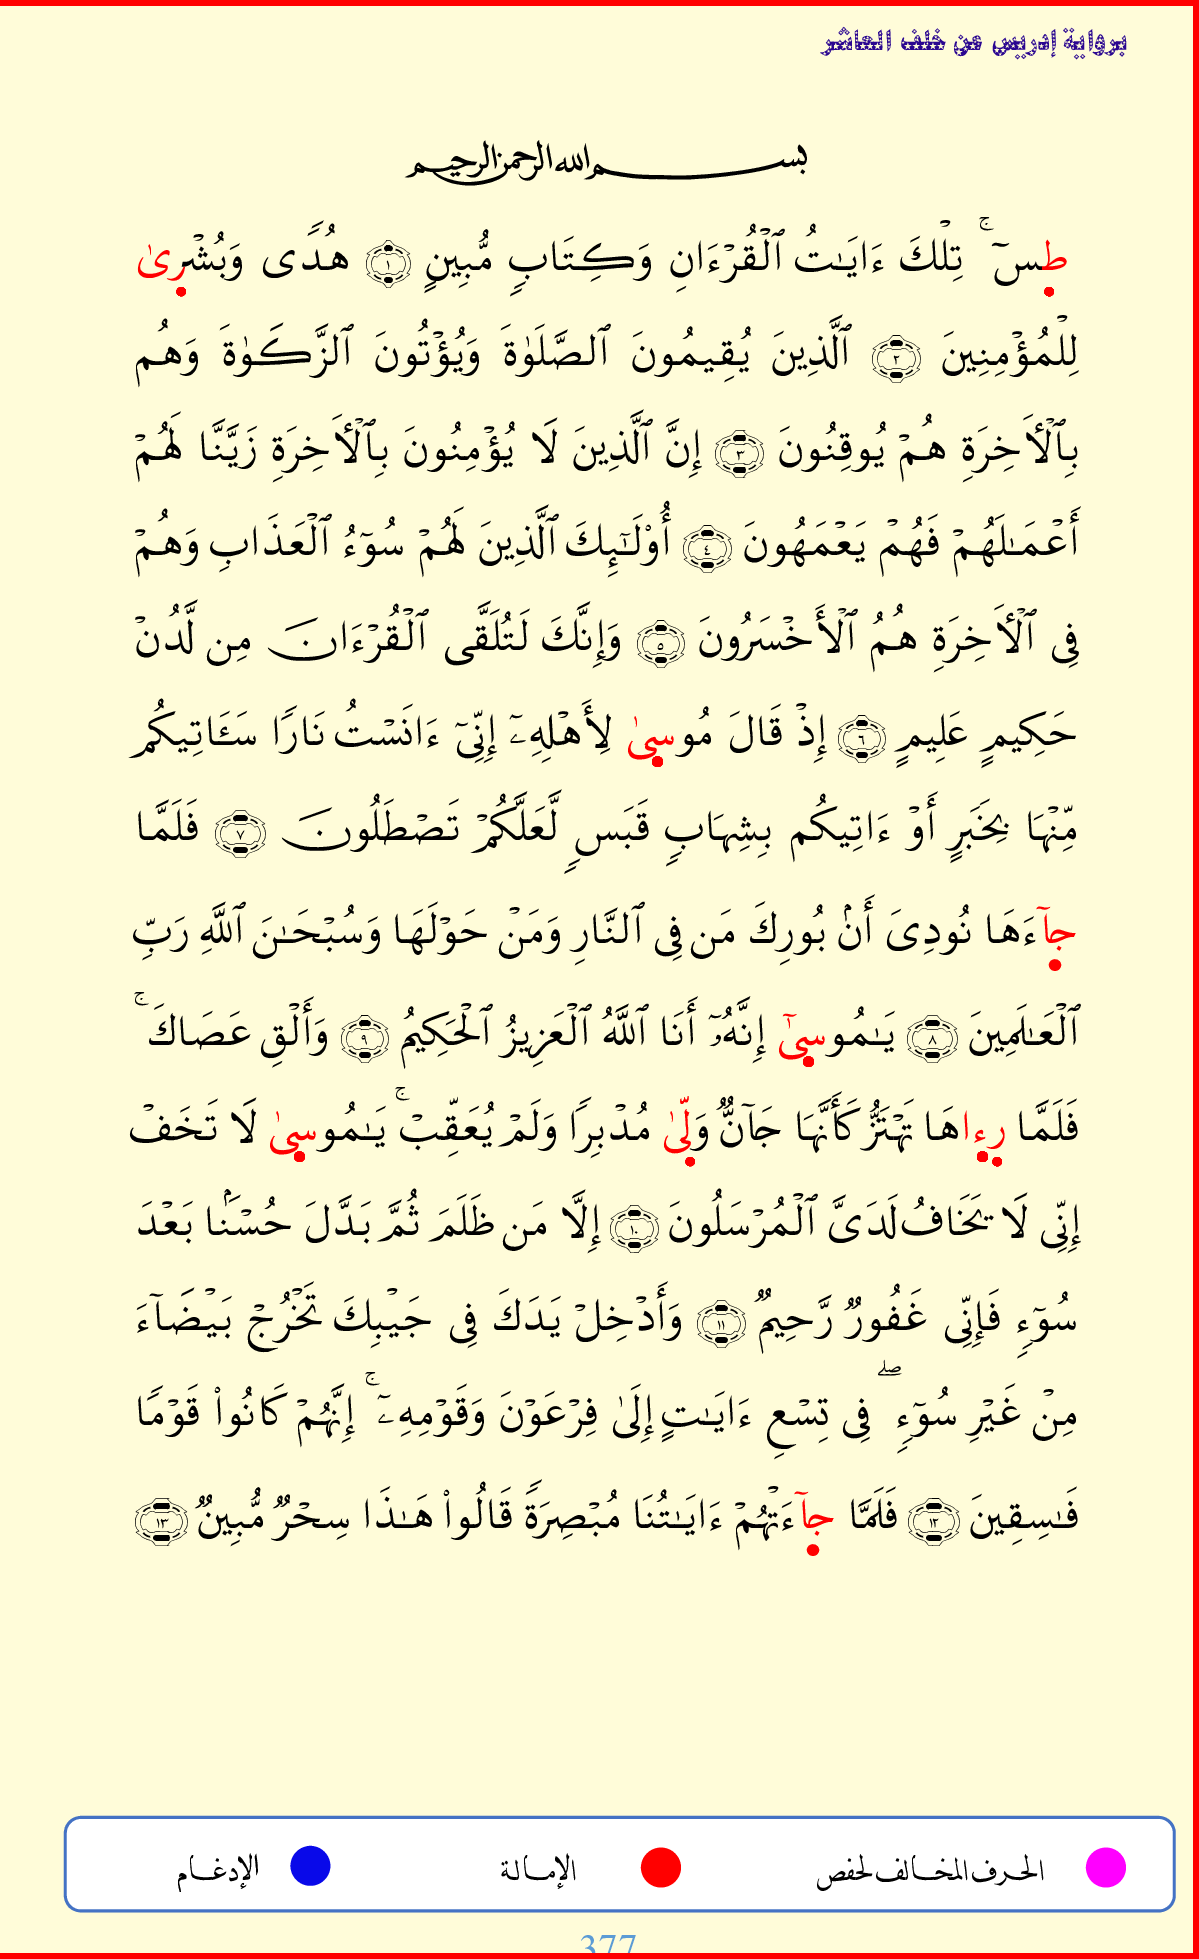 برواية إدريس عن خلف العاشر
بسم الله الرحمن الرحيم
طسٓۚ تِلۡكَ ءَايَٰتُ ٱلۡقُرۡءَانِ وَكِتَابٖ مُّبِينٍ ١ هُدٗى وَبُشۡرِىٰ
لِلۡمُؤۡمِنِينَ ٢ ٱلَّذِينَ يُقِيمُونَ ٱلصَّلَوٰةَ وَيُؤۡتُونَ ٱلزَّكَوٰةَ وَهُم
بِٱلۡأٓخِرَةِ هُمۡ يُوقِنُونَ ٣ إِنَّ ٱلَّذِينَ لَا يُؤۡمِنُونَ بِٱلۡأٓخِرَةِ زَيَّنَّا لَهُمۡ
أَعۡمَٰلَهُمۡ فَهُمۡ يَعۡمَهُونَ ٤ أُوْلَٰٓئِكَ ٱلَّذِينَ لَهُمۡ سُوٓءُ ٱلۡعَذَابِ وَهُمۡ
فِى ٱلۡأٓخِرَةِ هُمُ ٱلۡأَخۡسَرُونَ ٥ وَإِنَّكَ لَتُلَقَّى ٱلۡقُرۡءَانَ مِن لَّدُنۡ
حَكِيمٍ عَلِيمٍ ٦ إِذۡ قَالَ مُوسِىٰ لِأَهۡلِهِۦٓ إِنِّىٓ ءَانَسۡتُ نَارٗا سَـَٔاتِيكُم
مِّنۡهَا بِخَبَرٍ أَوۡ ءَاتِيكُم بِشِهَابٖ قَبَسٖ لَّعَلَّكُمۡ تَصۡطَلُونَ ٧ فَلَمَّا
جِآءَهَا نُودِىَ أَنۢ بُورِكَ مَن فِى ٱلنَّارِ وَمَنۡ حَوۡلَهَا وَسُبۡحَٰنَ ٱللَّهِ رَبِّ
ٱلۡعَٰلَمِينَ ٨ يَٰمُوسِىٰٓ إِنَّهُۥٓ أَنَا ٱللَّهُ ٱلۡعَزِيزُ ٱلۡحَكِيمُ ٩ وَأَلۡقِ عَصَاكَۚ
فَلَمَّا رِءِاهَا تَهۡتَزُّ كَأَنَّهَا جَآنّٞ وَلِّىٰ مُدۡبِرٗا وَلَمۡ يُعَقِّبۡۚ يَٰمُوسِىٰ لَا تَخَفۡ
إِنِّى لَا يَخَافُ لَدَىَّ ٱلۡمُرۡسَلُونَ ١٠ إِلَّا مَن ظَلَمَ ثُمَّ بَدَّلَ حُسۡنَۢا بَعۡدَ
سُوٓءٖ فَإِنِّى غَفُورٞ رَّحِيمٞ ١١ وَأَدۡخِلۡ يَدَكَ فِى جَيۡبِكَ تَخۡرُجۡ بَيۡضَآءَ
مِنۡ غَيۡرِ سُوٓءٖۖ فِى تِسۡعِ ءَايَٰتٍ إِلَىٰ فِرۡعَوۡنَ وَقَوۡمِهِۦٓۚ إِنَّهُمۡ كَانُواْ قَوۡمٗا
فَٰسِقِينَ ١٢ فَلَمَّا جِآءَتۡهُمۡ ءَايَٰتُنَا مُبۡصِرَةٗ قَالُواْ هَٰذَا سِحۡرٞ مُّبِينٞ ١٣
الحرف المخالف لحفص الإمالة الإدغام
377